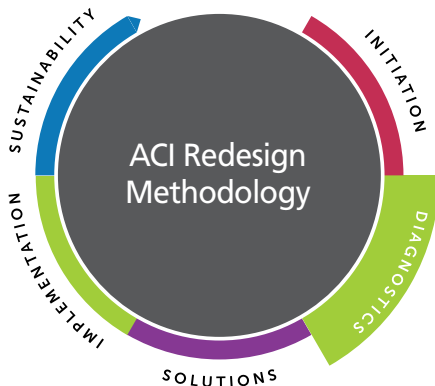 ACI Redesign
Methodology
INITIATION
DIAGNOSTICS
SOLUTIONS
IMPLEMENTATION
SUSTAINABILITY